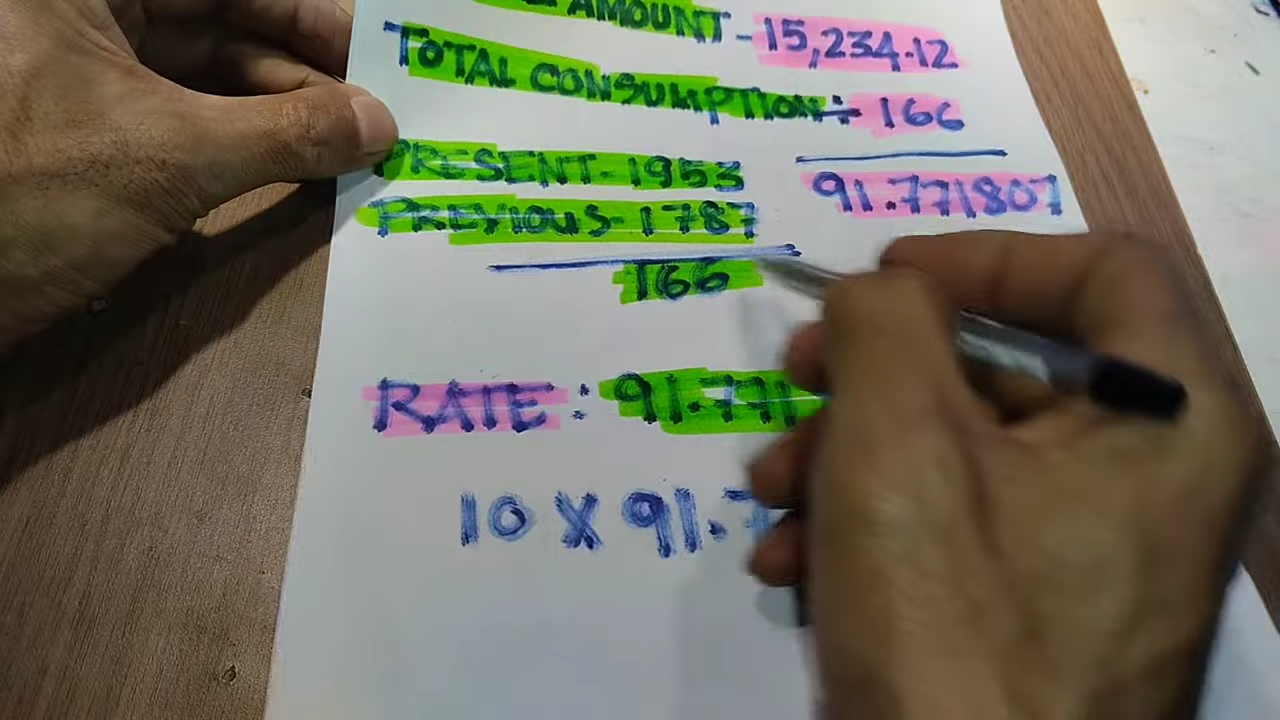 AMOUNT - 15,234.12
TOTAL CONSUMPTION ÷ 166
91.771807
PRESENT - 1953
PREVIOUS - 1787
166
RATE : 91.771
10 X 91.7